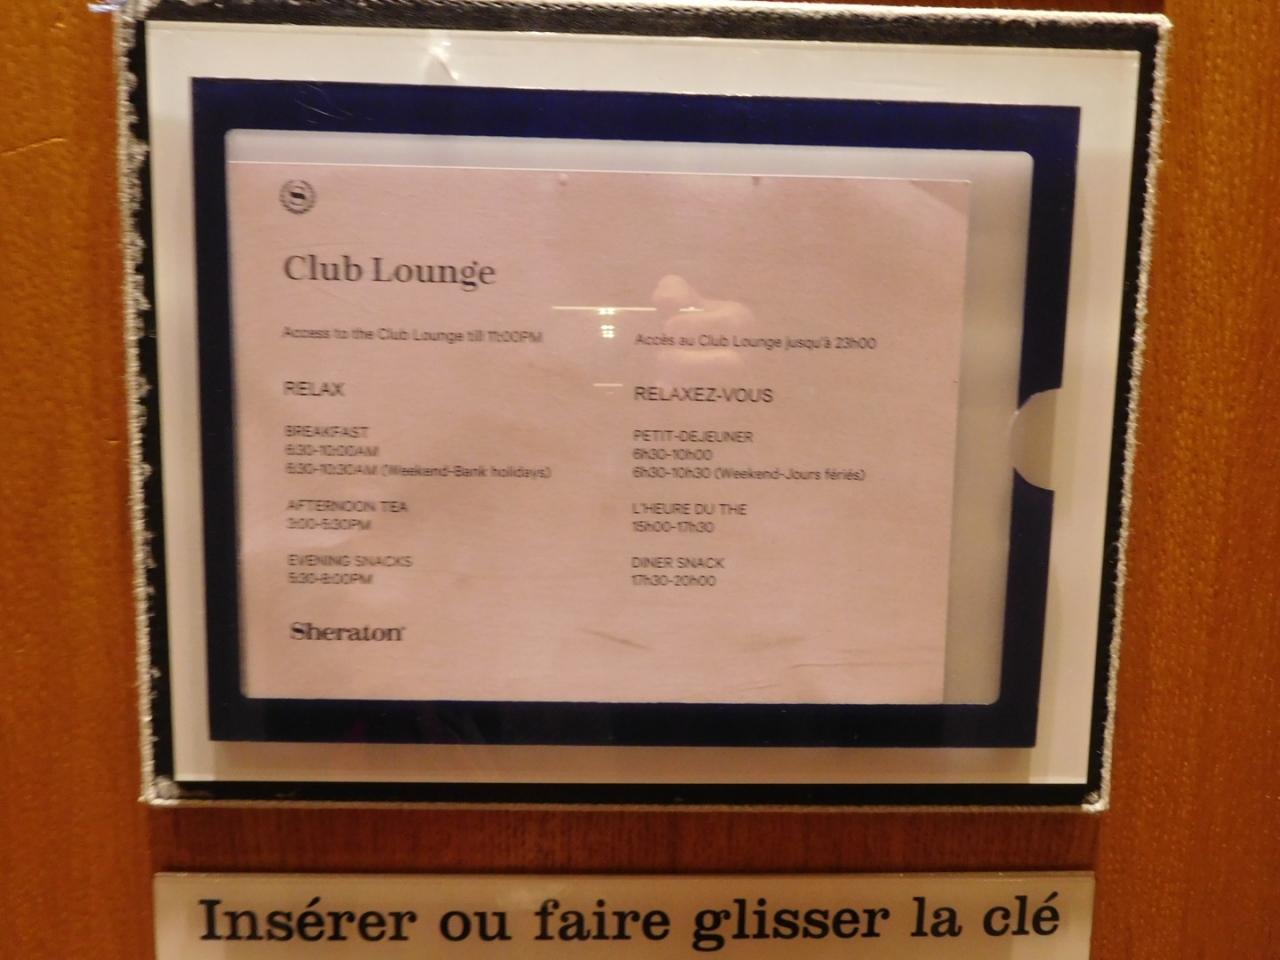 S
Club Lounge
Access to the Club Lounge till 11:00PM
RELAX
BREAKFAST
6:30-10:00AM
6:30-10:30AM (Weekend-Bank holidays)
AFTERNOON TEA
3:00-5:30PM
EVENING SNACKS
5:30-8:00PM
Sheraton
Accès au Club Lounge jusqu'à 23h00
RELAXEZ-VOUS
PETIT-DEJEUNER
6h30-10h00
6h30-10h30 (Weekend-Jours fériés)
L'HEURE DU THE
15h00-17h30
DINER SNACK
17h30-20h00
Insérer ou faire glisser la clé